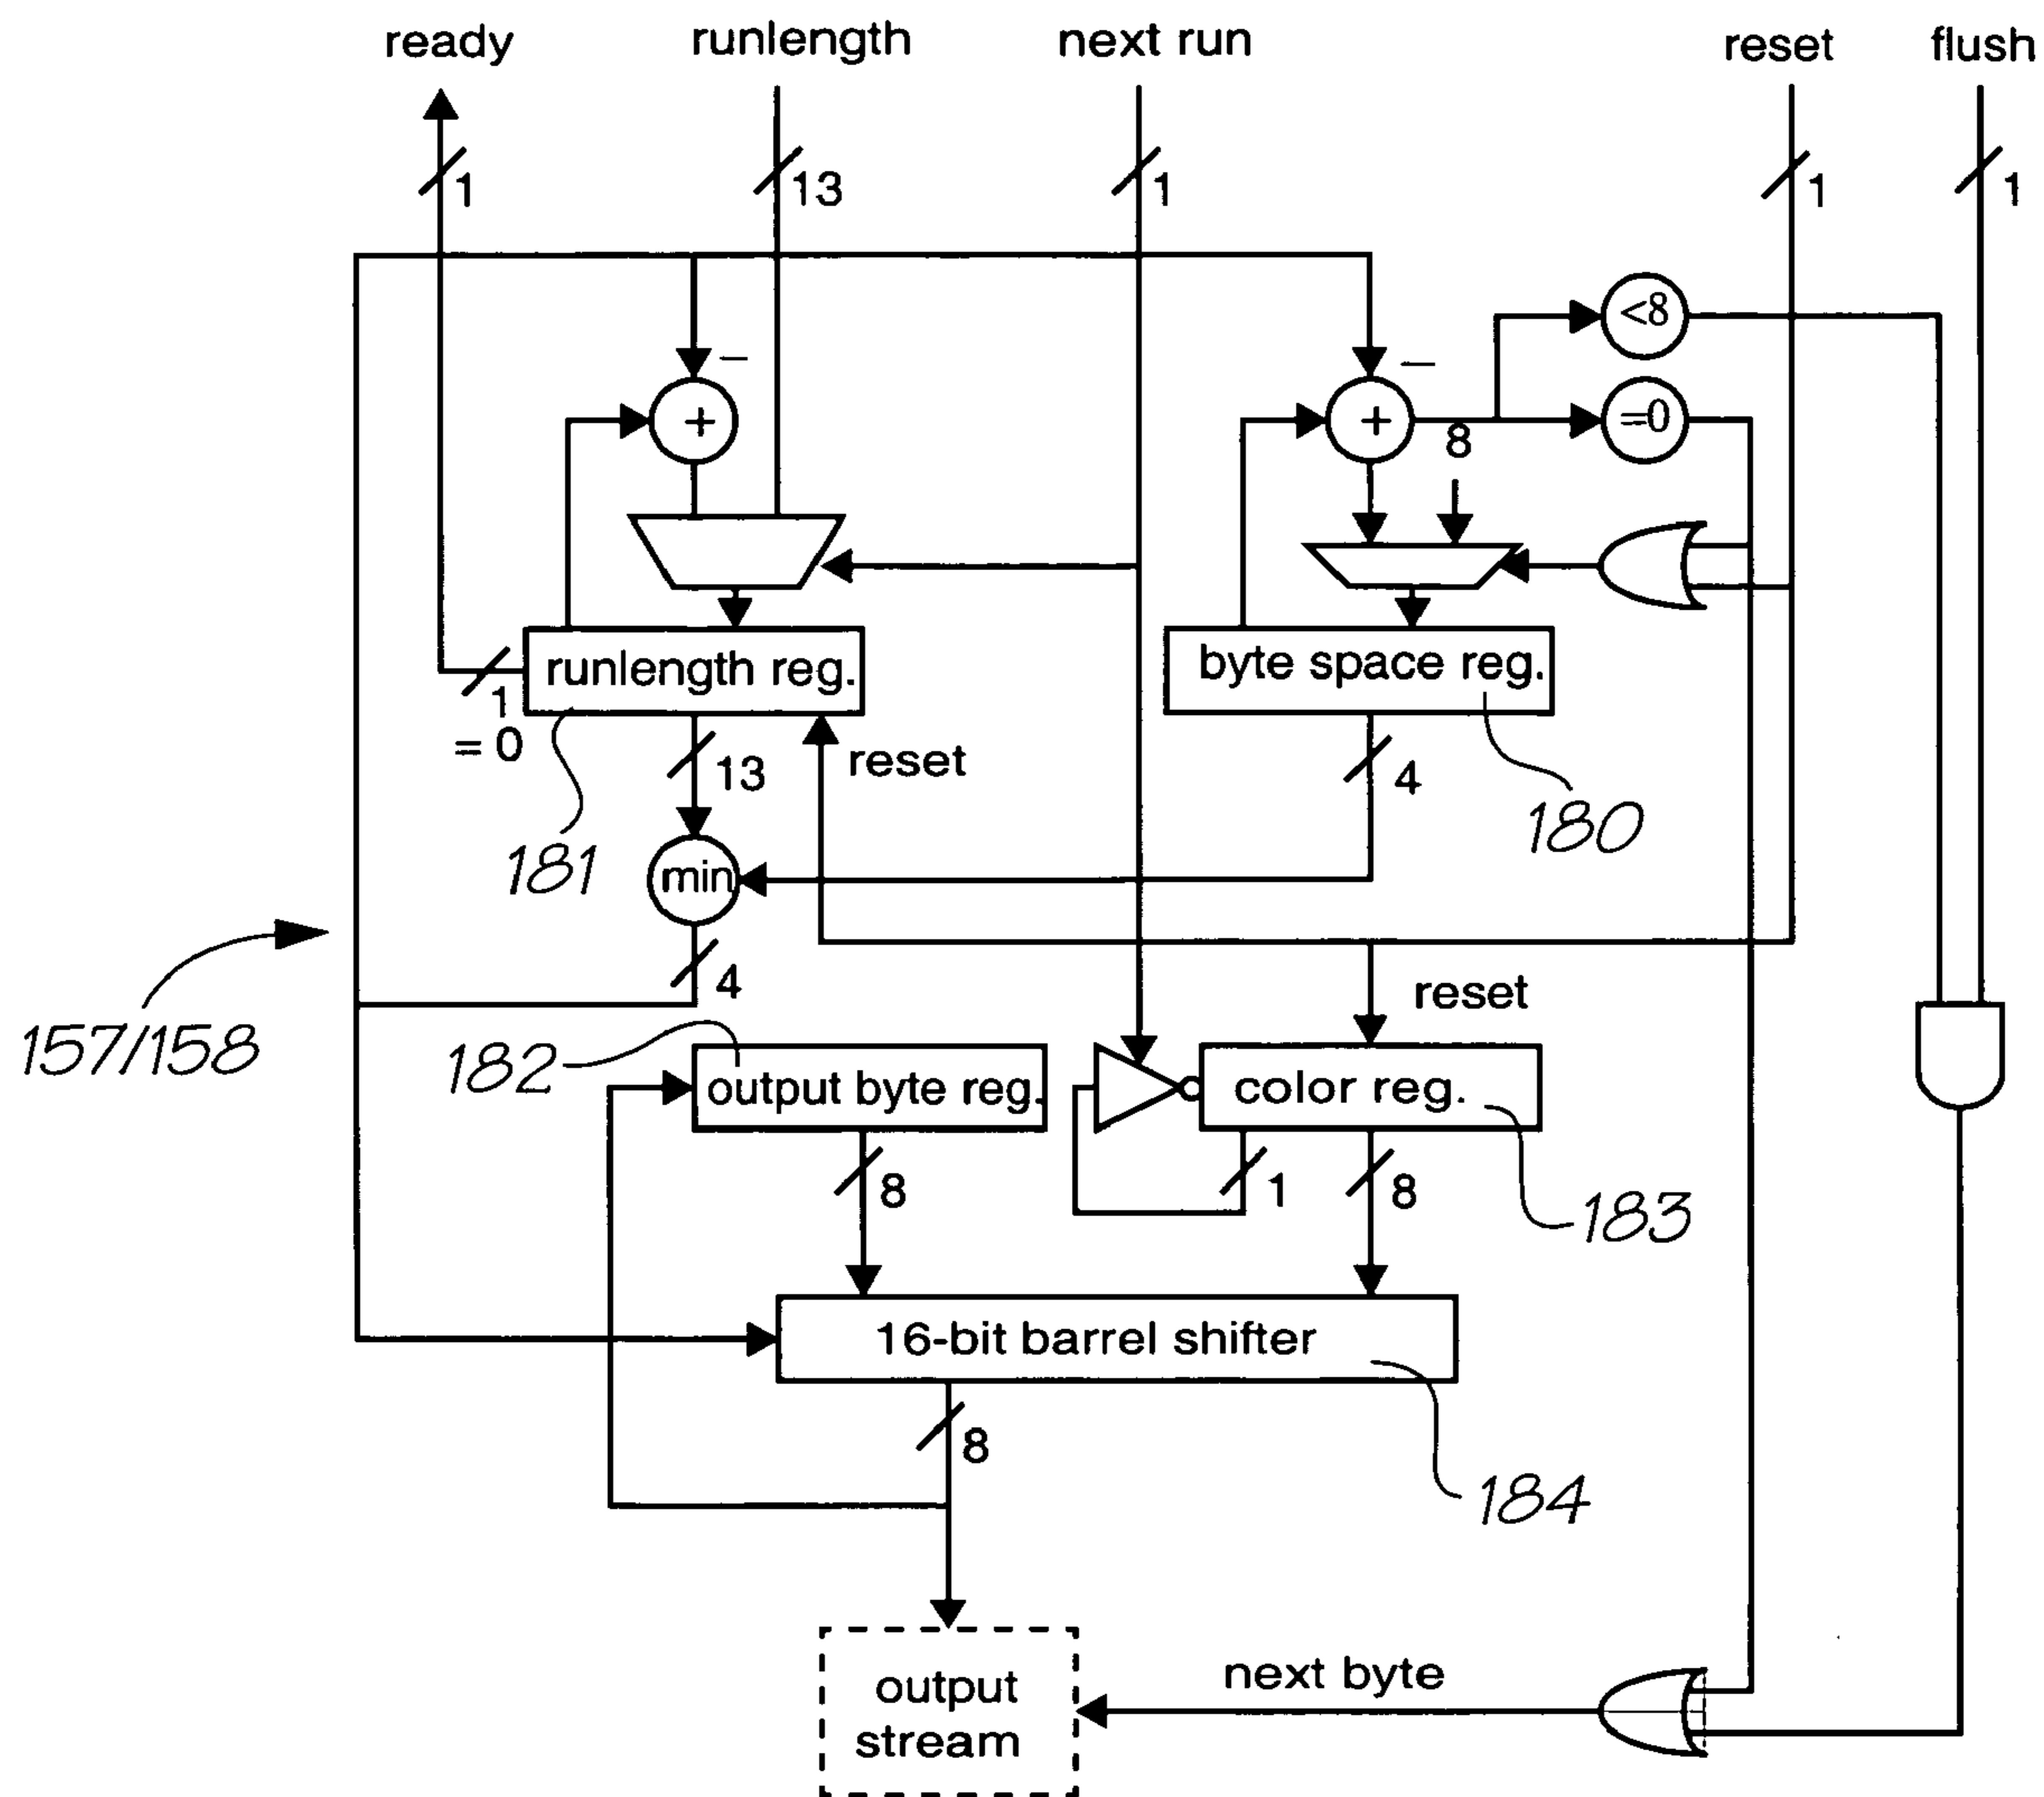 ready
runlength
next run
reset
flush
1
13
1
1
1
<8
–
–
+
+
8
=0
runlength reg.
byte space reg.
1
= 0
13
reset
4
180
181
min
4
157/158
reset
182
output byte reg.
color reg.
8
1
8
183
16-bit barrel shifter
8
184
output
stream
next byte